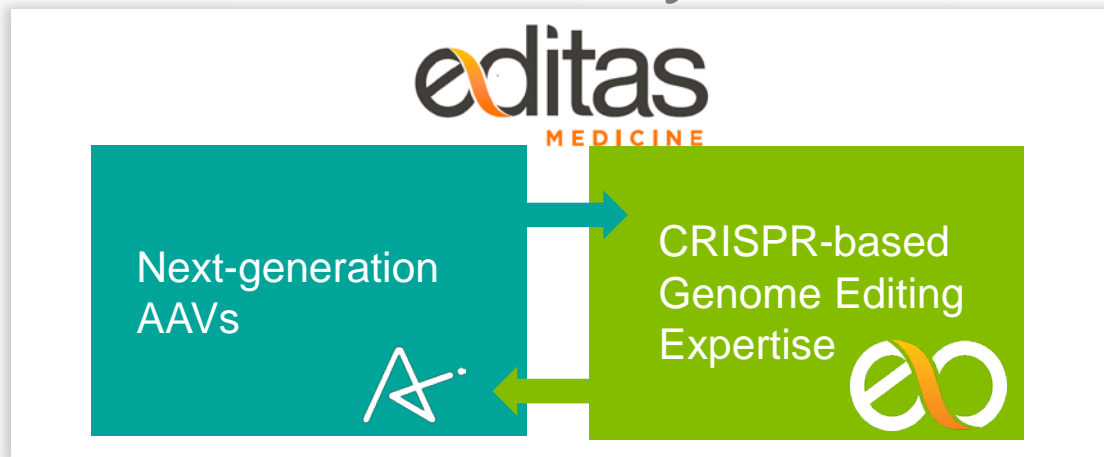 editas
MEDICINE
Next-generation
AAVs
CRISPR-based
Genome Editing
Expertise